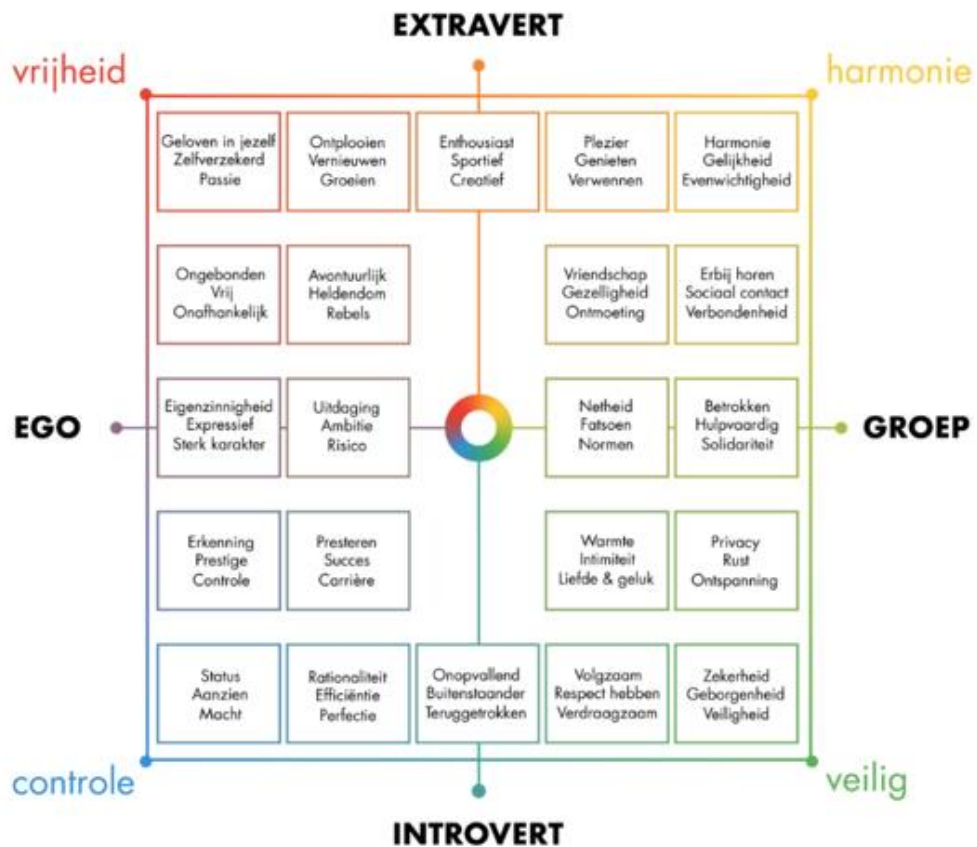 EXTRAVERT
vrijheid
harmonie
Geloven in jezelf
Zelfverzekerd
Passie
Ontplooien
Vernieuwen
Groeien
Enthousiast
Sportief
Creatief
Plezier
Genieten
Verwennen
Harmonie
Gelijkheid
Evenwichtigheid
Ongebonden
Vrij
Onafhankelijk
Avontuurlijk
Heldendom
Rebels
Vriendschap
Gezelligheid
Ontmoeting
Erbij horen
Sociaal contact
Verbondenheid
EGO
Eigenzinnigheid
Expressief
Sterk karakter
Uitdaging
Ambitie
Risico
Netheid
Fatsoen
Normen
Betrokken
Hulpvaardig
Solidariteit
GROEP
Erkenning
Prestige
Controle
Presteren
Succes
Carrière
Warmte
Intimiteit
Liefde & geluk
Privacy
Rust
Ontspanning
Status
Aanzien
Macht
Rationaliteit
Efficiëntie
Perfectie
Onopvallend
Buitenstaander
Teruggetrokken
Volgzaam
Respect hebben
Verdraagzaam
Zekerheid
Geborgenheid
Veiligheid
controle
veilig
INTROVERT